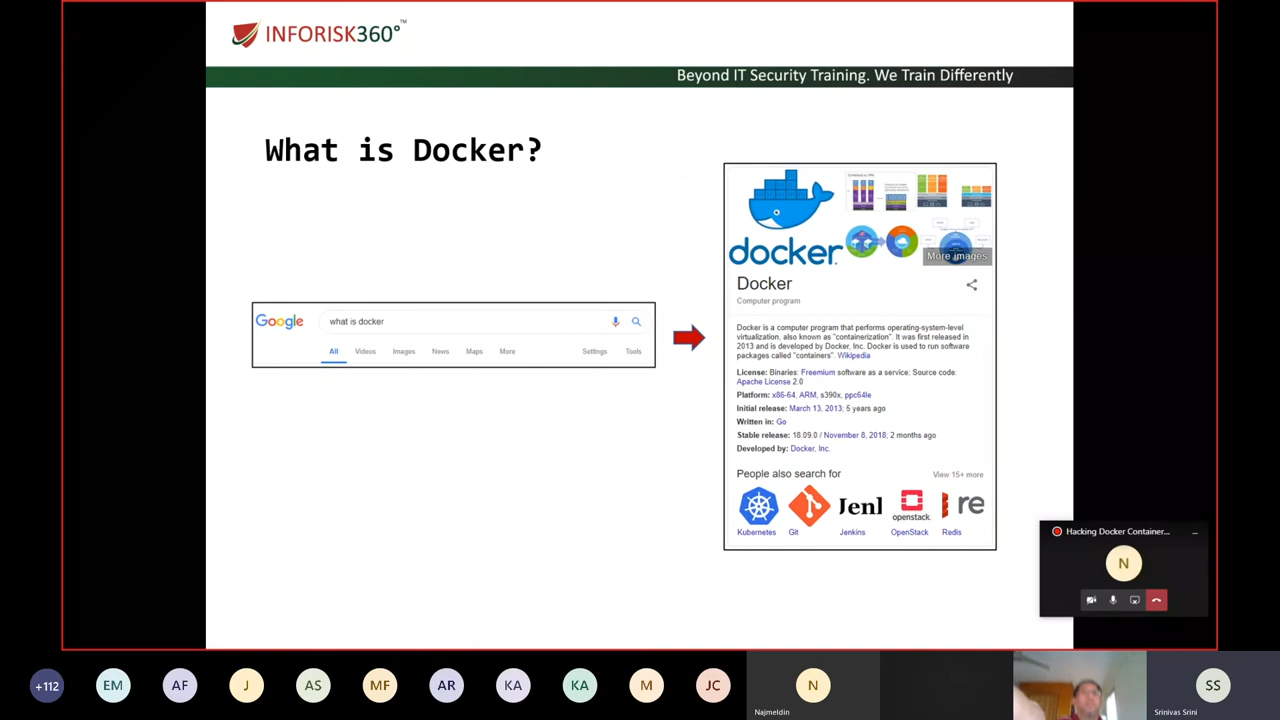 INFORISK360°™
Beyond IT Security Training. We Train Differently
What is Docker?
Google
what is docker
All Videos Images News Maps More Settings Tools
docker
More images
Docker
Computer program
Docker is a computer program that performs operating-system-level
virtualization, also known as "containerization". It was first released in
2013 and is developed by Docker, Inc. Docker is used to run software
packages called "containers". Wikipedia
License: Binaries: Freemium software as a service; Source code:
Apache License 2.0
Platform: x86-64, ARM, s390x, ppc64le
Initial release: March 13, 2013; 5 years ago
Written in: Go
Stable release: 18.09.0 / November 8, 2018; 2 months ago
Developed by: Docker, Inc.
People also search for
View 15+ more
Jenl
openstack.
re
Kubernetes
Git
Jenkins
OpenStack
Redis
Hacking Docker Container...
N
+112
EM
AF
J
AS
MF
AR
KA
KA
M
JC
N
Najmeldin
SS
Srinivas Srini